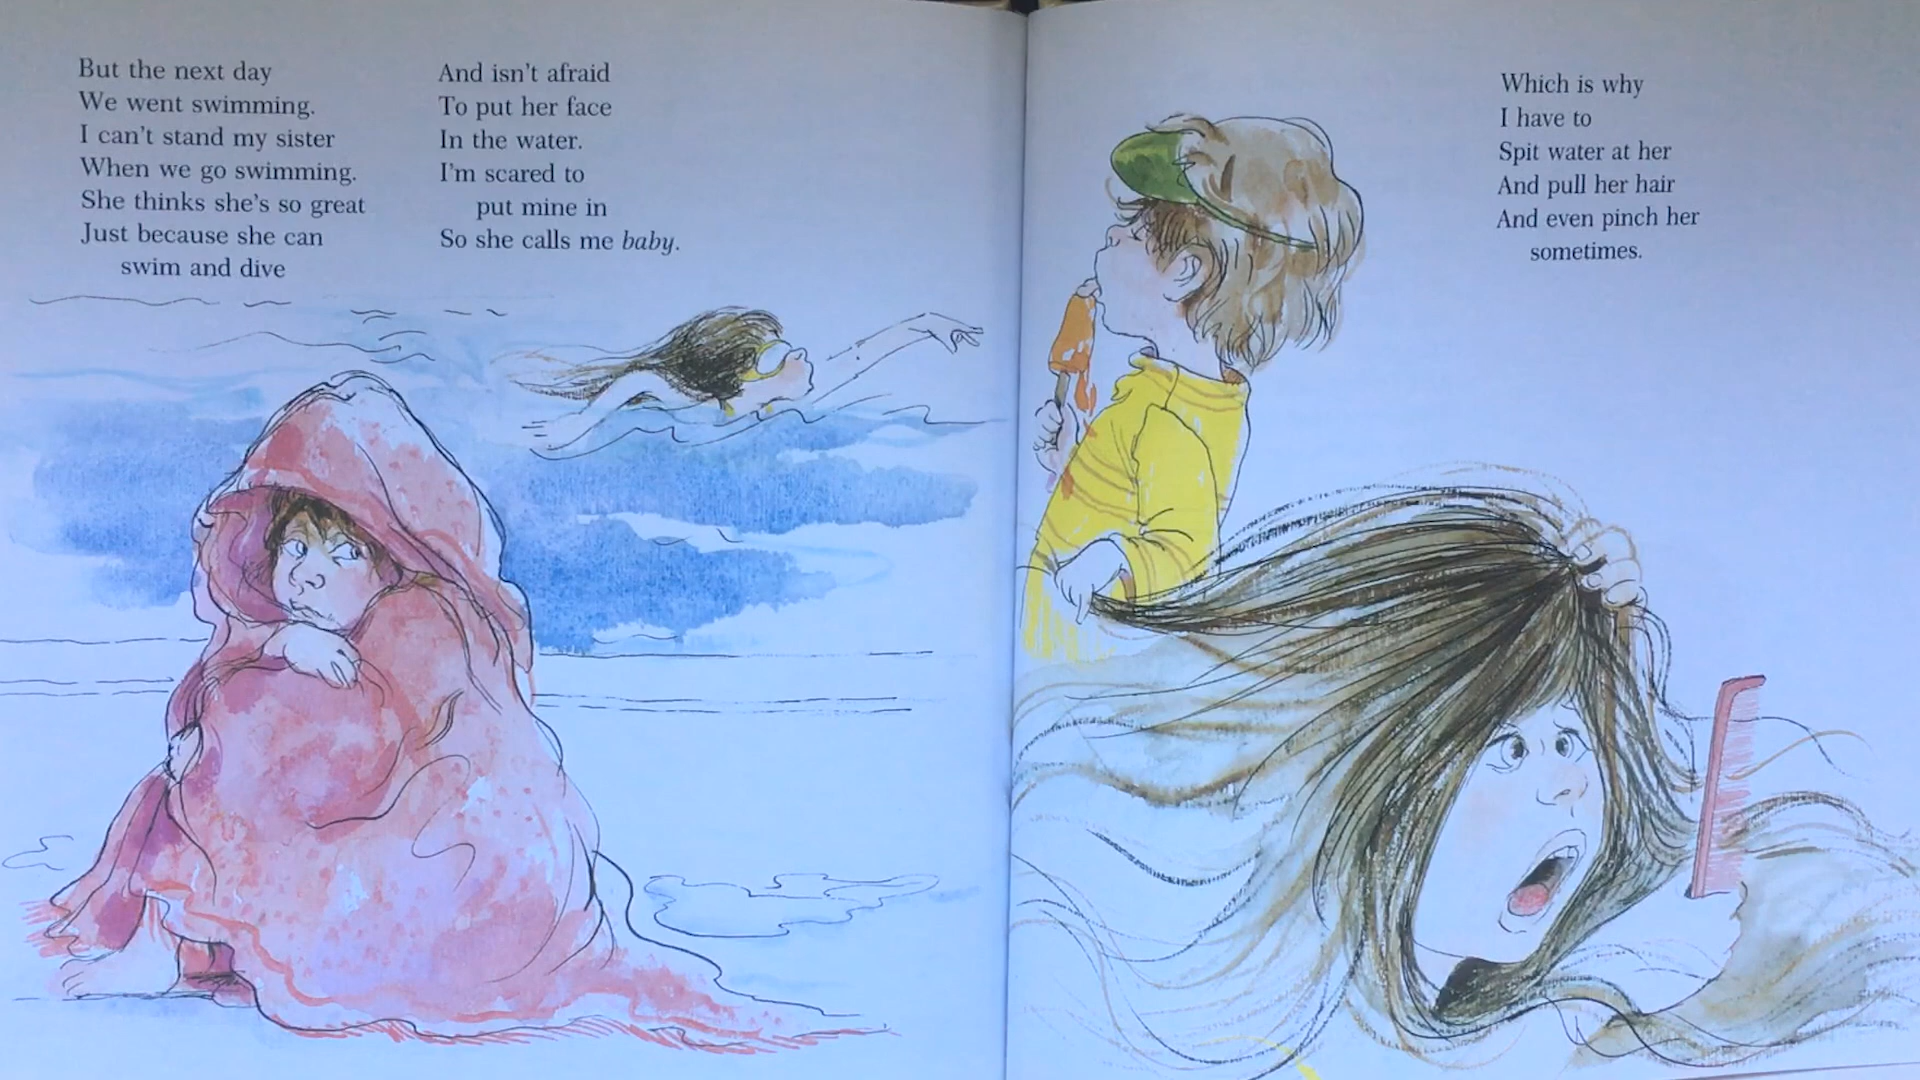 But the next day
We went swimming.
I can't stand my sister
When we go swimming.
She thinks she's so great
Just because she can
swim and dive
And isn't afraid
To put her face
In the water.
I'm scared to
put mine in
So she calls me baby.
Which is why
I have to
Spit water at her
And pull her hair
And even pinch her
sometimes.